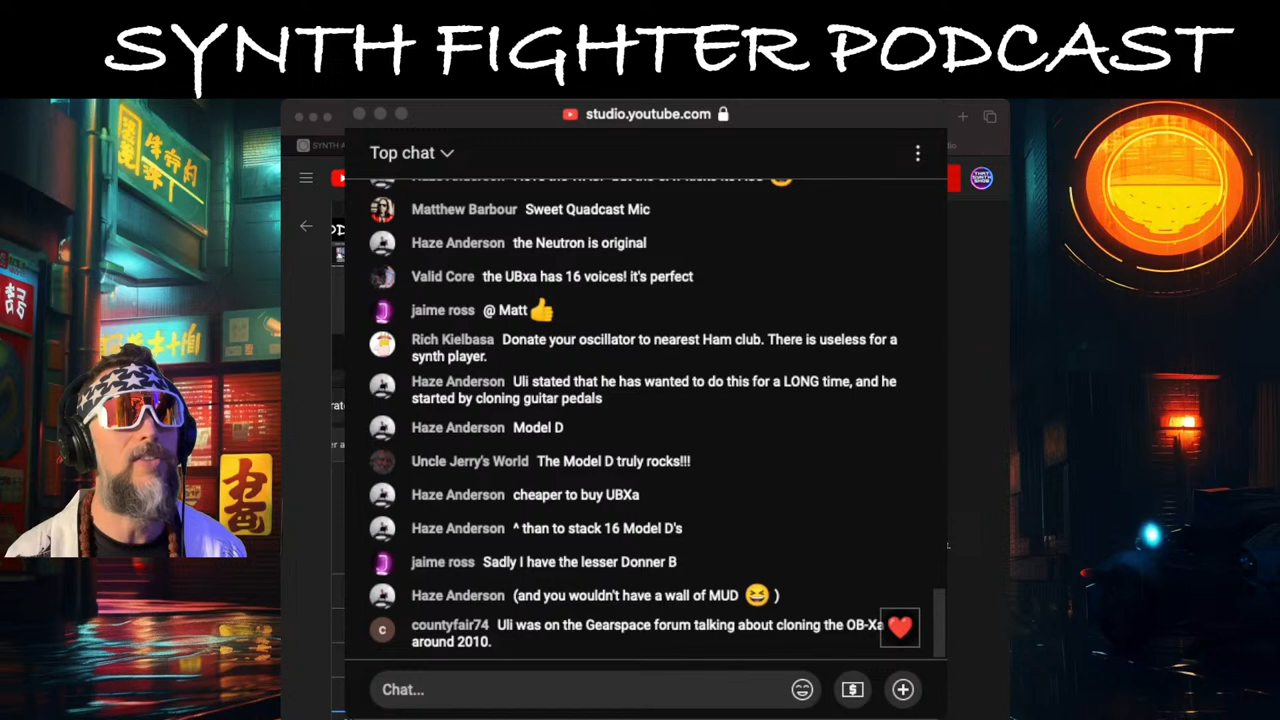 SYNTH FIGHTER PODCAST
studio.youtube.com
SYNTH A
Top chat
Matthew Barbour Sweet Quadcast Mic
Haze Anderson the Neutron is original
Valid Core the UBxa has 16 voices! it's perfect
jaime ross @ Matt 👍
Rich Kielbasa Donate your oscillator to nearest Ham club. There is useless for a
synth player.
Haze Anderson Uli stated that he has wanted to do this for a LONG time, and he
started by cloning guitar pedals
Haze Anderson Model D
Uncle Jerry's World The Model D truly rocks!!!
Haze Anderson cheaper to buy UBXa
Haze Anderson ^ than to stack 16 Model D's
jaime ross Sadly I have the lesser Donner B
Haze Anderson (and you wouldn't have a wall of MUD 😆 )
countyfair74 Uli was on the Gearspace forum talking about cloning the OB-Xa
around 2010.
Chat...